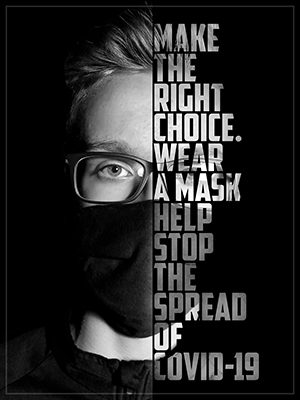 MAKE
THE
RIGHT
CHOICE.
WEAR
A MASK
HELP
STOP
THE
SPREAD
OF
COVID-19